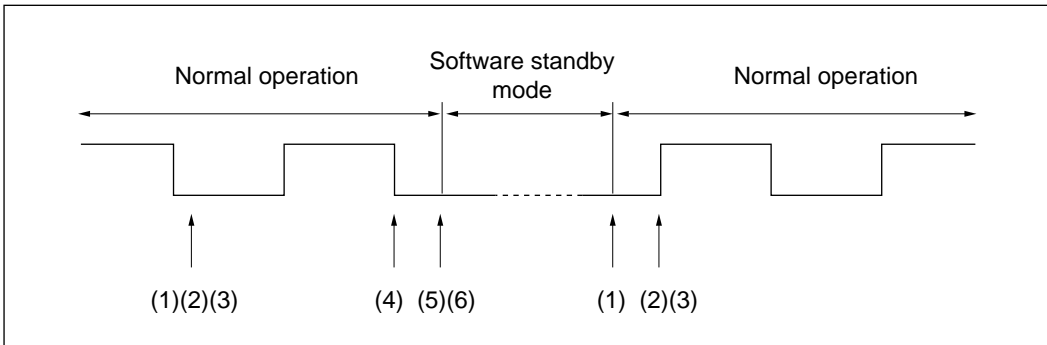 Normal operation
Software standby
mode
Normal operation
(1)(2)(3)
(4)
(5)(6)
(1)
(2)(3)